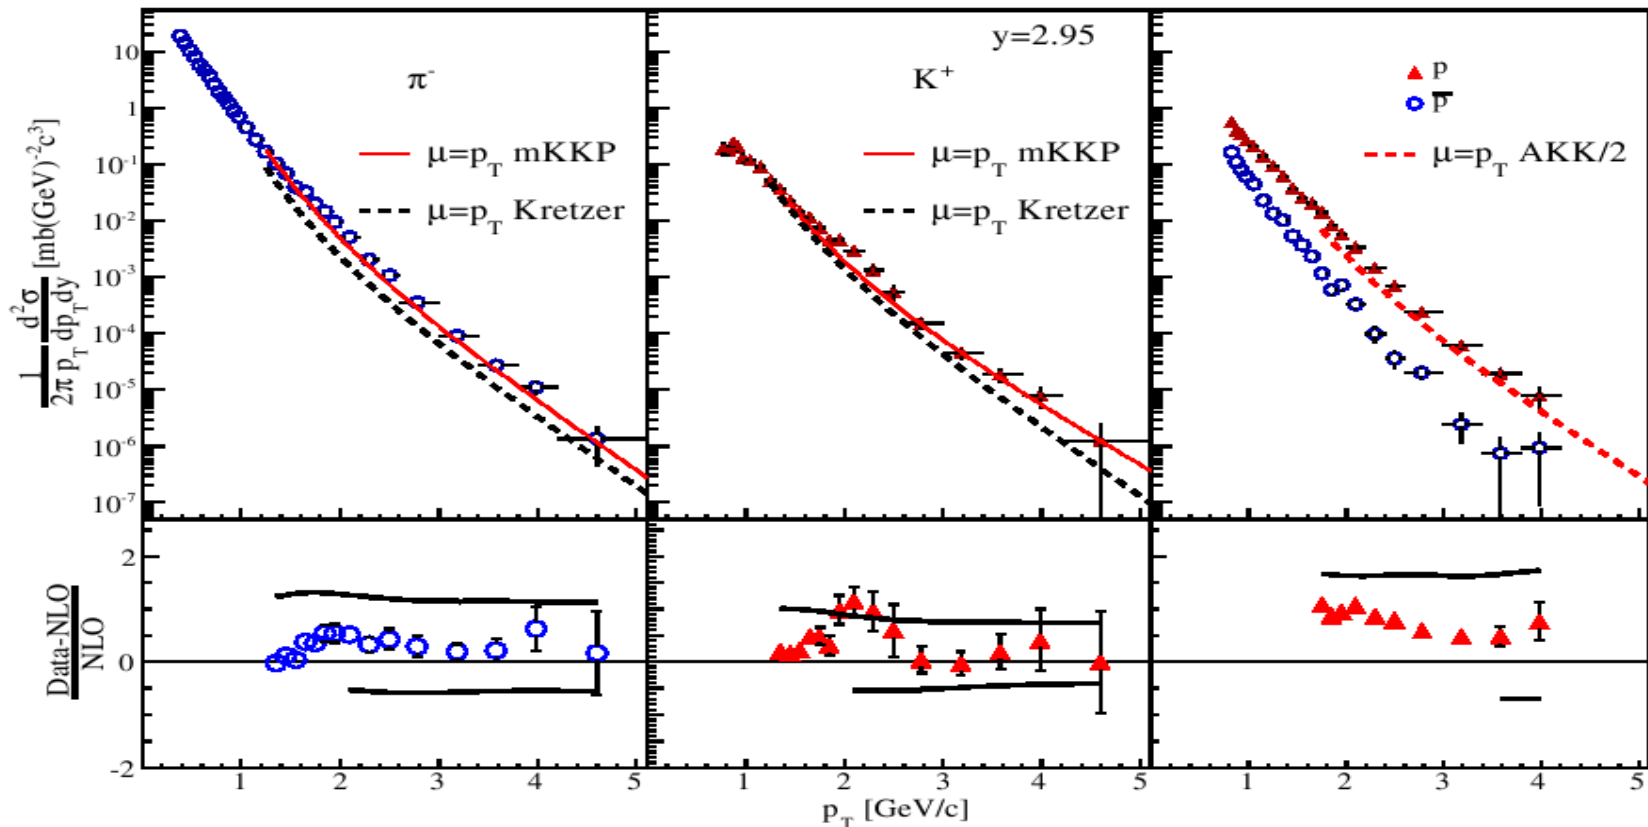 y=2.95
π⁻
K⁺
p
p̅
μ=p_T mKKP
μ=p_T Kretzer
μ=p_T mKKP
μ=p_T Kretzer
μ=p_T AKK/2
1/(2π p_T) d²σ/(dp_T dy) [mb(GeV)⁻²c³]
10
1
10⁻¹
10⁻²
10⁻³
10⁻⁴
10⁻⁵
10⁻⁶
10⁻⁷
Data-NLO
NLO
2
0
-2
1 2 3 4 5
1 2 3 4 5
1 2 3 4 5
p_T [GeV/c]